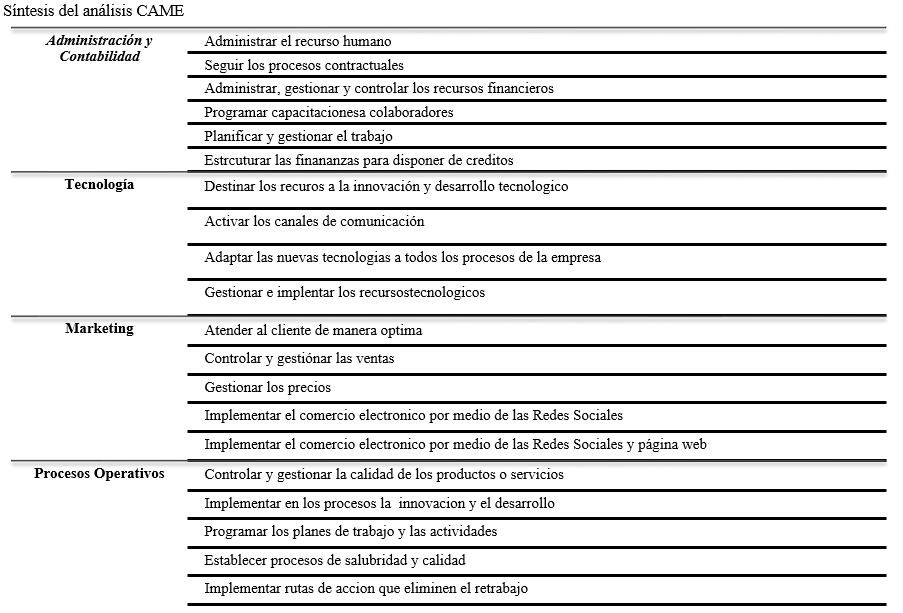 Síntesis del análisis CAME
Administración y
Contabilidad
Administrar el recurso humano
Seguir los procesos contractuales
Administrar, gestionar y controlar los recursos financieros
Programar capacitacionesa colaboradores
Planificar y gestionar el trabajo
Estrcuturar las finananzas para disponer de creditos
Tecnología
Destinar los recuros a la innovación y desarrollo tecnologico
Activar los canales de comunicación
Adaptar las nuevas tecnologias a todos los procesos de la empresa
Gestionar e implentar los recursostecnologicos
Marketing
Atender al cliente de manera optima
Controlar y gestiónar las ventas
Gestionar los precios
Implementar el comercio electronico por medio de las Redes Sociales
Implementar el comercio electronico por medio de las Redes Sociales y página web
Procesos Operativos
Controlar y gestionar la calidad de los productos o servicios
Implementar en los procesos la innovacion y el desarrollo
Programar los planes de trabajo y las actividades
Establecer procesos de salubridad y calidad
Implementar rutas de accion que eliminen el retrabajo